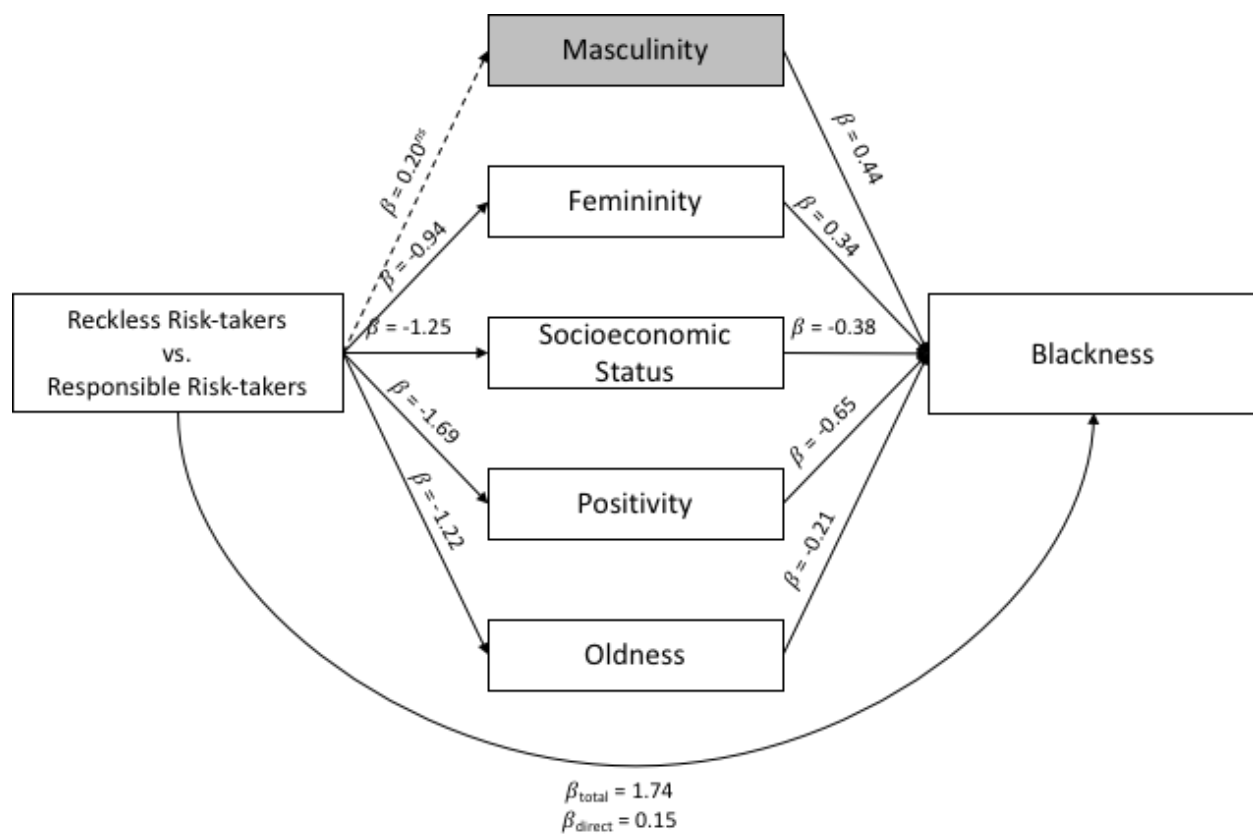 Masculinity
β = 0.20ⁿˢ
β = 0.44
Femininity
β = -0.94
β = 0.34
Reckless Risk-takers
vs.
Responsible Risk-takers
β = -1.25
Socioeconomic
Status
β = -0.38
Blackness
β = -1.69
Positivity
β = -0.65
β = -1.22
Oldness
β = -0.21
βtotal = 1.74
βdirect = 0.15